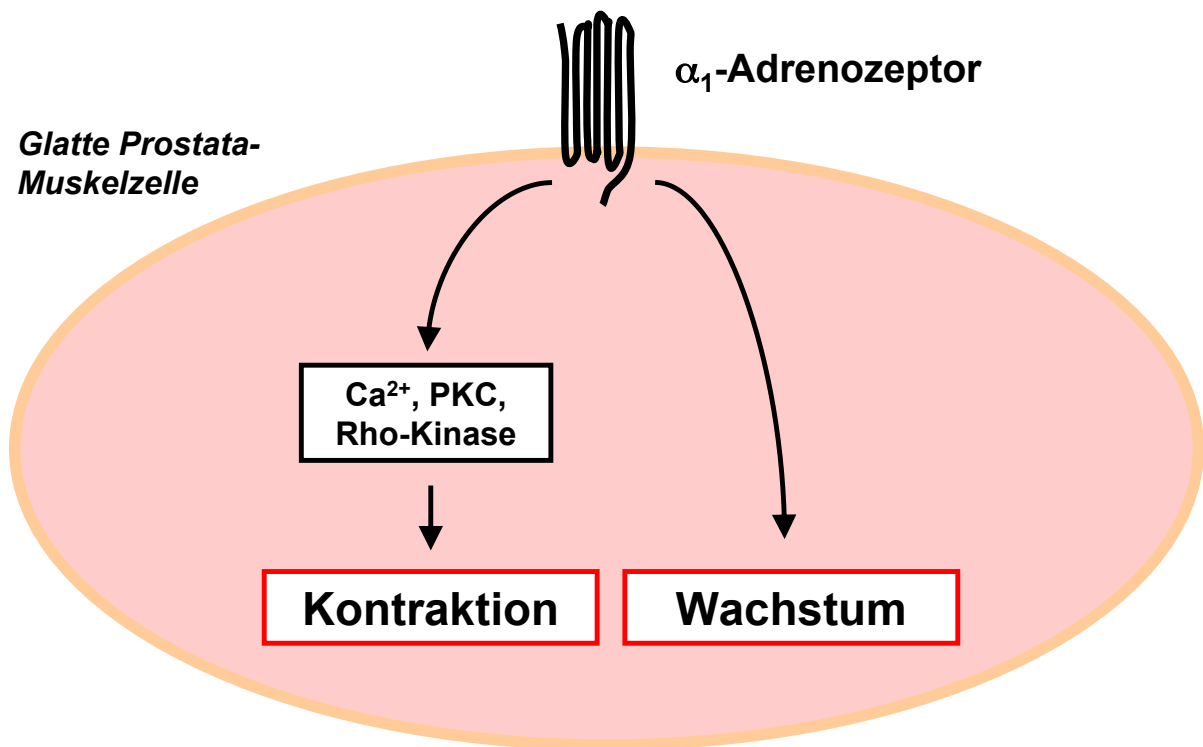 α₁-Adrenozeptor
Glatte Prostata-
Muskelzelle
Ca²⁺, PKC,
Rho-Kinase
Kontraktion
Wachstum